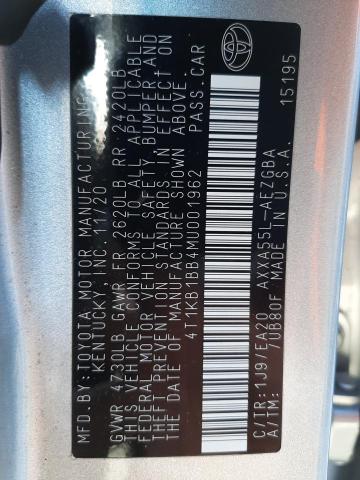 MFD.BY:TOYOTA MOTOR MANUFACTURING,
KENTUCKY, INC. 11/20
GVWR 4730LB GAWR FR 2620LB RR 2420LB
THIS VEHICLE CONFORMS TO ALL APPLICABLE
FEDERAL MOTOR VEHICLE SAFETY, BUMPER AND
THEFT PREVENTION STANDARDS IN EFFECT ON
THE DATE OF MANUFACTURE SHOWN ABOVE.
4T1KB1BB4MU001962 PASS.CAR
C/TR:1J9/EA20 AXXA55L-AEZGBA
A/TM: 70B80F MADE IN U.S.A. 15195